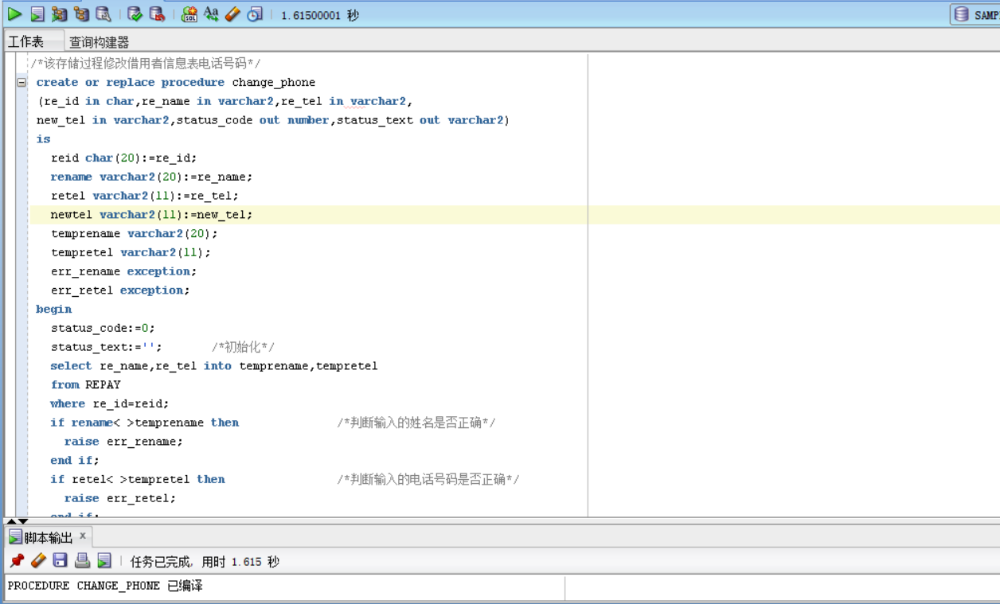 1.61500001 秒
SAMP
工作表 查询构建器
/*该存储过程修改借用者信息表电话号码*/
create or replace procedure change_phone
(re_id in char,re_name in varchar2,re_tel in varchar2,
new_tel in varchar2,status_code out number,status_text out varchar2)
is
reid char(20):=re_id;
rename varchar2(20):=re_name;
retel varchar2(11):=re_tel;
newtel varchar2(11):=new_tel;
temprename varchar2(20);
tempretel varchar2(11);
err_rename exception;
err_retel exception;
begin
status_code:=0;
status_text:=''; /*初始化*/
select re_name,re_tel into temprename,tempretel
from REPAY
where re_id=reid;
if rename< >temprename then /*判断输入的姓名是否正确*/
raise err_rename;
end if;
if retel< >tempretel then /*判断输入的电话号码是否正确*/
raise err_retel;
end if;
脚本输出 ×
任务已完成, 用时 1.615 秒
PROCEDURE CHANGE_PHONE 已编译